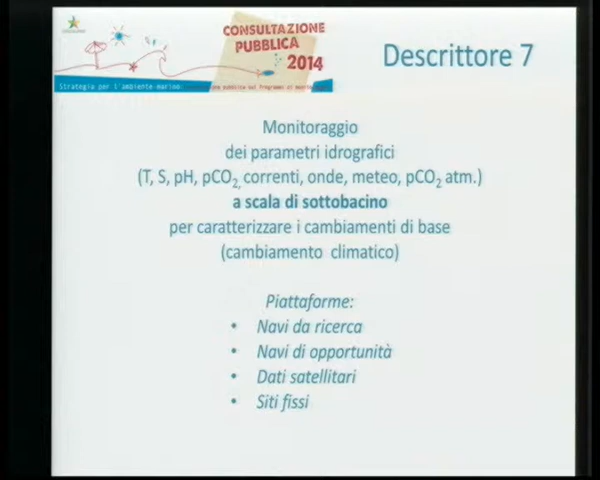 CONSULTAZIONE
PUBBLICA
2014
Descrittore 7
Strategia per l'ambiente marino
Monitoraggio
dei parametri idrografici
(T, S, pH, pCO2, correnti, onde, meteo, pCO2 atm.)
a scala di sottobacino
per caratterizzare i cambiamenti di base
(cambiamento climatico)
Piattaforme:
• Navi da ricerca
• Navi di opportunità
• Dati satellitari
• Siti fissi